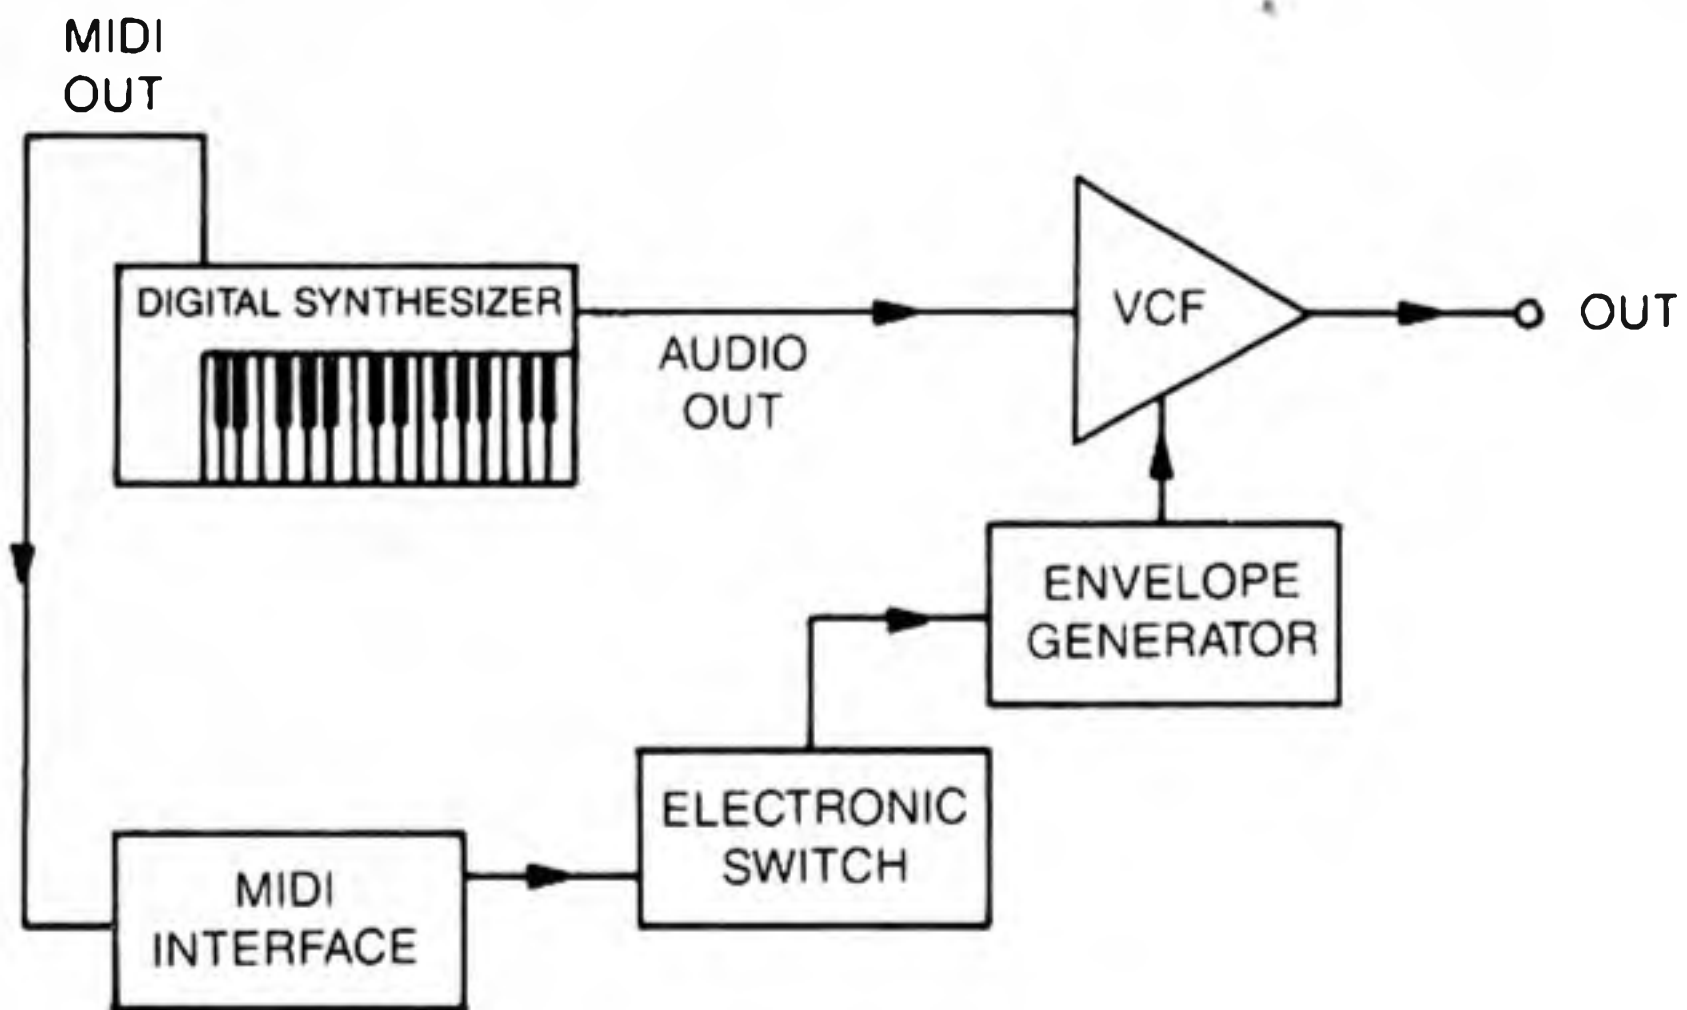 MIDI
OUT
DIGITAL SYNTHESIZER
AUDIO
OUT
VCF
OUT
ENVELOPE
GENERATOR
ELECTRONIC
SWITCH
MIDI
INTERFACE